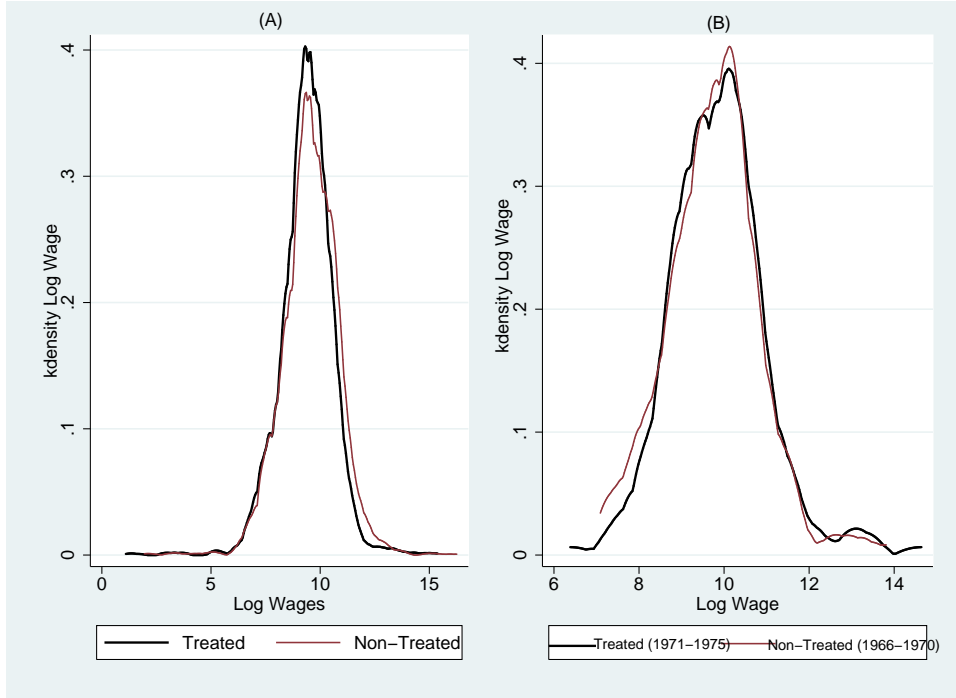 (A)
kdensity Log Wage
0
.1
.2
.3
.4
0
5
10
15
Log Wages
Treated
Non−Treated
(B)
kdensity Log Wage
0
.1
.2
.3
.4
6
8
10
12
14
Log Wage
Treated (1971−1975)
Non−Treated (1966−1970)